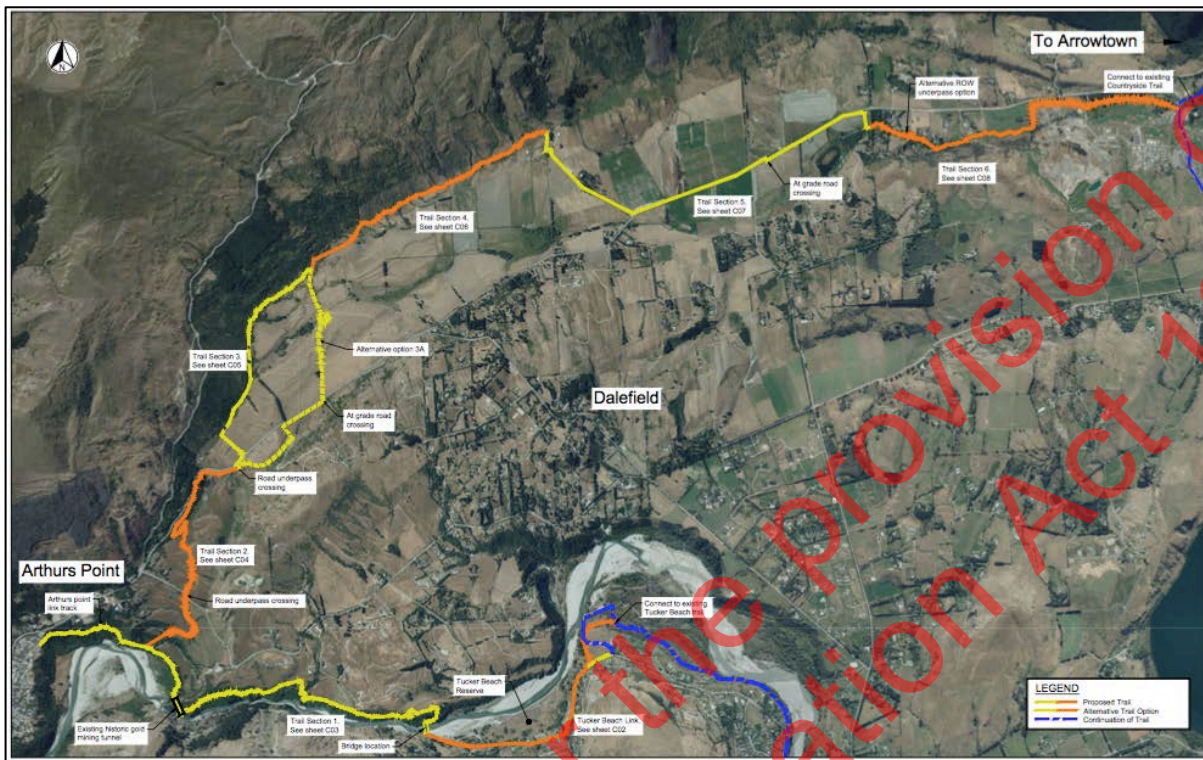 To Arrowtown
Connect to existing
Countryside Trail
Alternative ROW
underpass option
N
Trail Section 6.
See sheet C08
At grade road
crossing
Trail Section 5.
See sheet C07
Trail Section 4.
See sheet C06
Alternative option 3A
Trail Section 3.
See sheet C05
Dalefield
At grade road
crossing
Road underpass
crossing
Trail Section 2.
See sheet C04
Arthurs Point
Arthurs point
link track
Road underpass crossing
Connect to existing
Tucker Beach trail
Tucker Beach
Reserve
Existing historic gold
mining tunnel
Trail Section 1.
See sheet C03
Bridge location
Tucker Beach Link.
See sheet C02
LEGEND
Proposed Trail
Alternative Trail Option
Continuation of Trail
the provision
Act